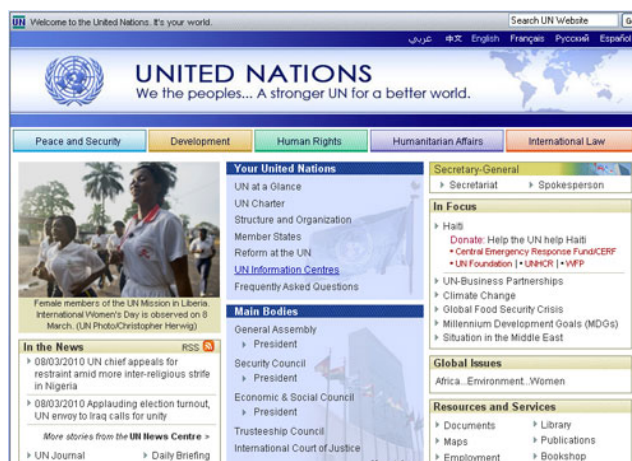 UN Welcome to the United Nations. It's your world.
Search UN Website
عربي 中文 English Français Русский Español
UNITED NATIONS
We the peoples... A stronger UN for a better world.
Peace and Security
Development
Human Rights
Humanitarian Affairs
International Law
Female members of the UN Mission in Liberia.
International Women's Day is observed on 8
March. (UN Photo/Christopher Herwig)
In the News
RSS
08/03/2010 UN chief appeals for
restraint amid more inter-religious strife
in Nigeria
08/03/2010 Applauding election turnout,
UN envoy to Iraq calls for unity
More stories from the UN News Centre >
UN Journal
Daily Briefing
Your United Nations
UN at a Glance
UN Charter
Structure and Organization
Member States
Reform at the UN
UN Information Centres
Frequently Asked Questions
Main Bodies
General Assembly
President
Security Council
President
Economic & Social Council
President
Trusteeship Council
International Court of Justice
Secretary-General
Secretariat
Spokesperson
In Focus
Haiti
Donate: Help the UN help Haiti
• Central Emergency Response Fund/CERF
• UN Foundation | • UNHCR | • WFP
UN-Business Partnerships
Climate Change
Global Food Security Crisis
Millennium Development Goals (MDGs)
Situation in the Middle East
Global Issues
Africa...Environment...Women
Resources and Services
Documents
Library
Maps
Publications
Employment
Bookshop